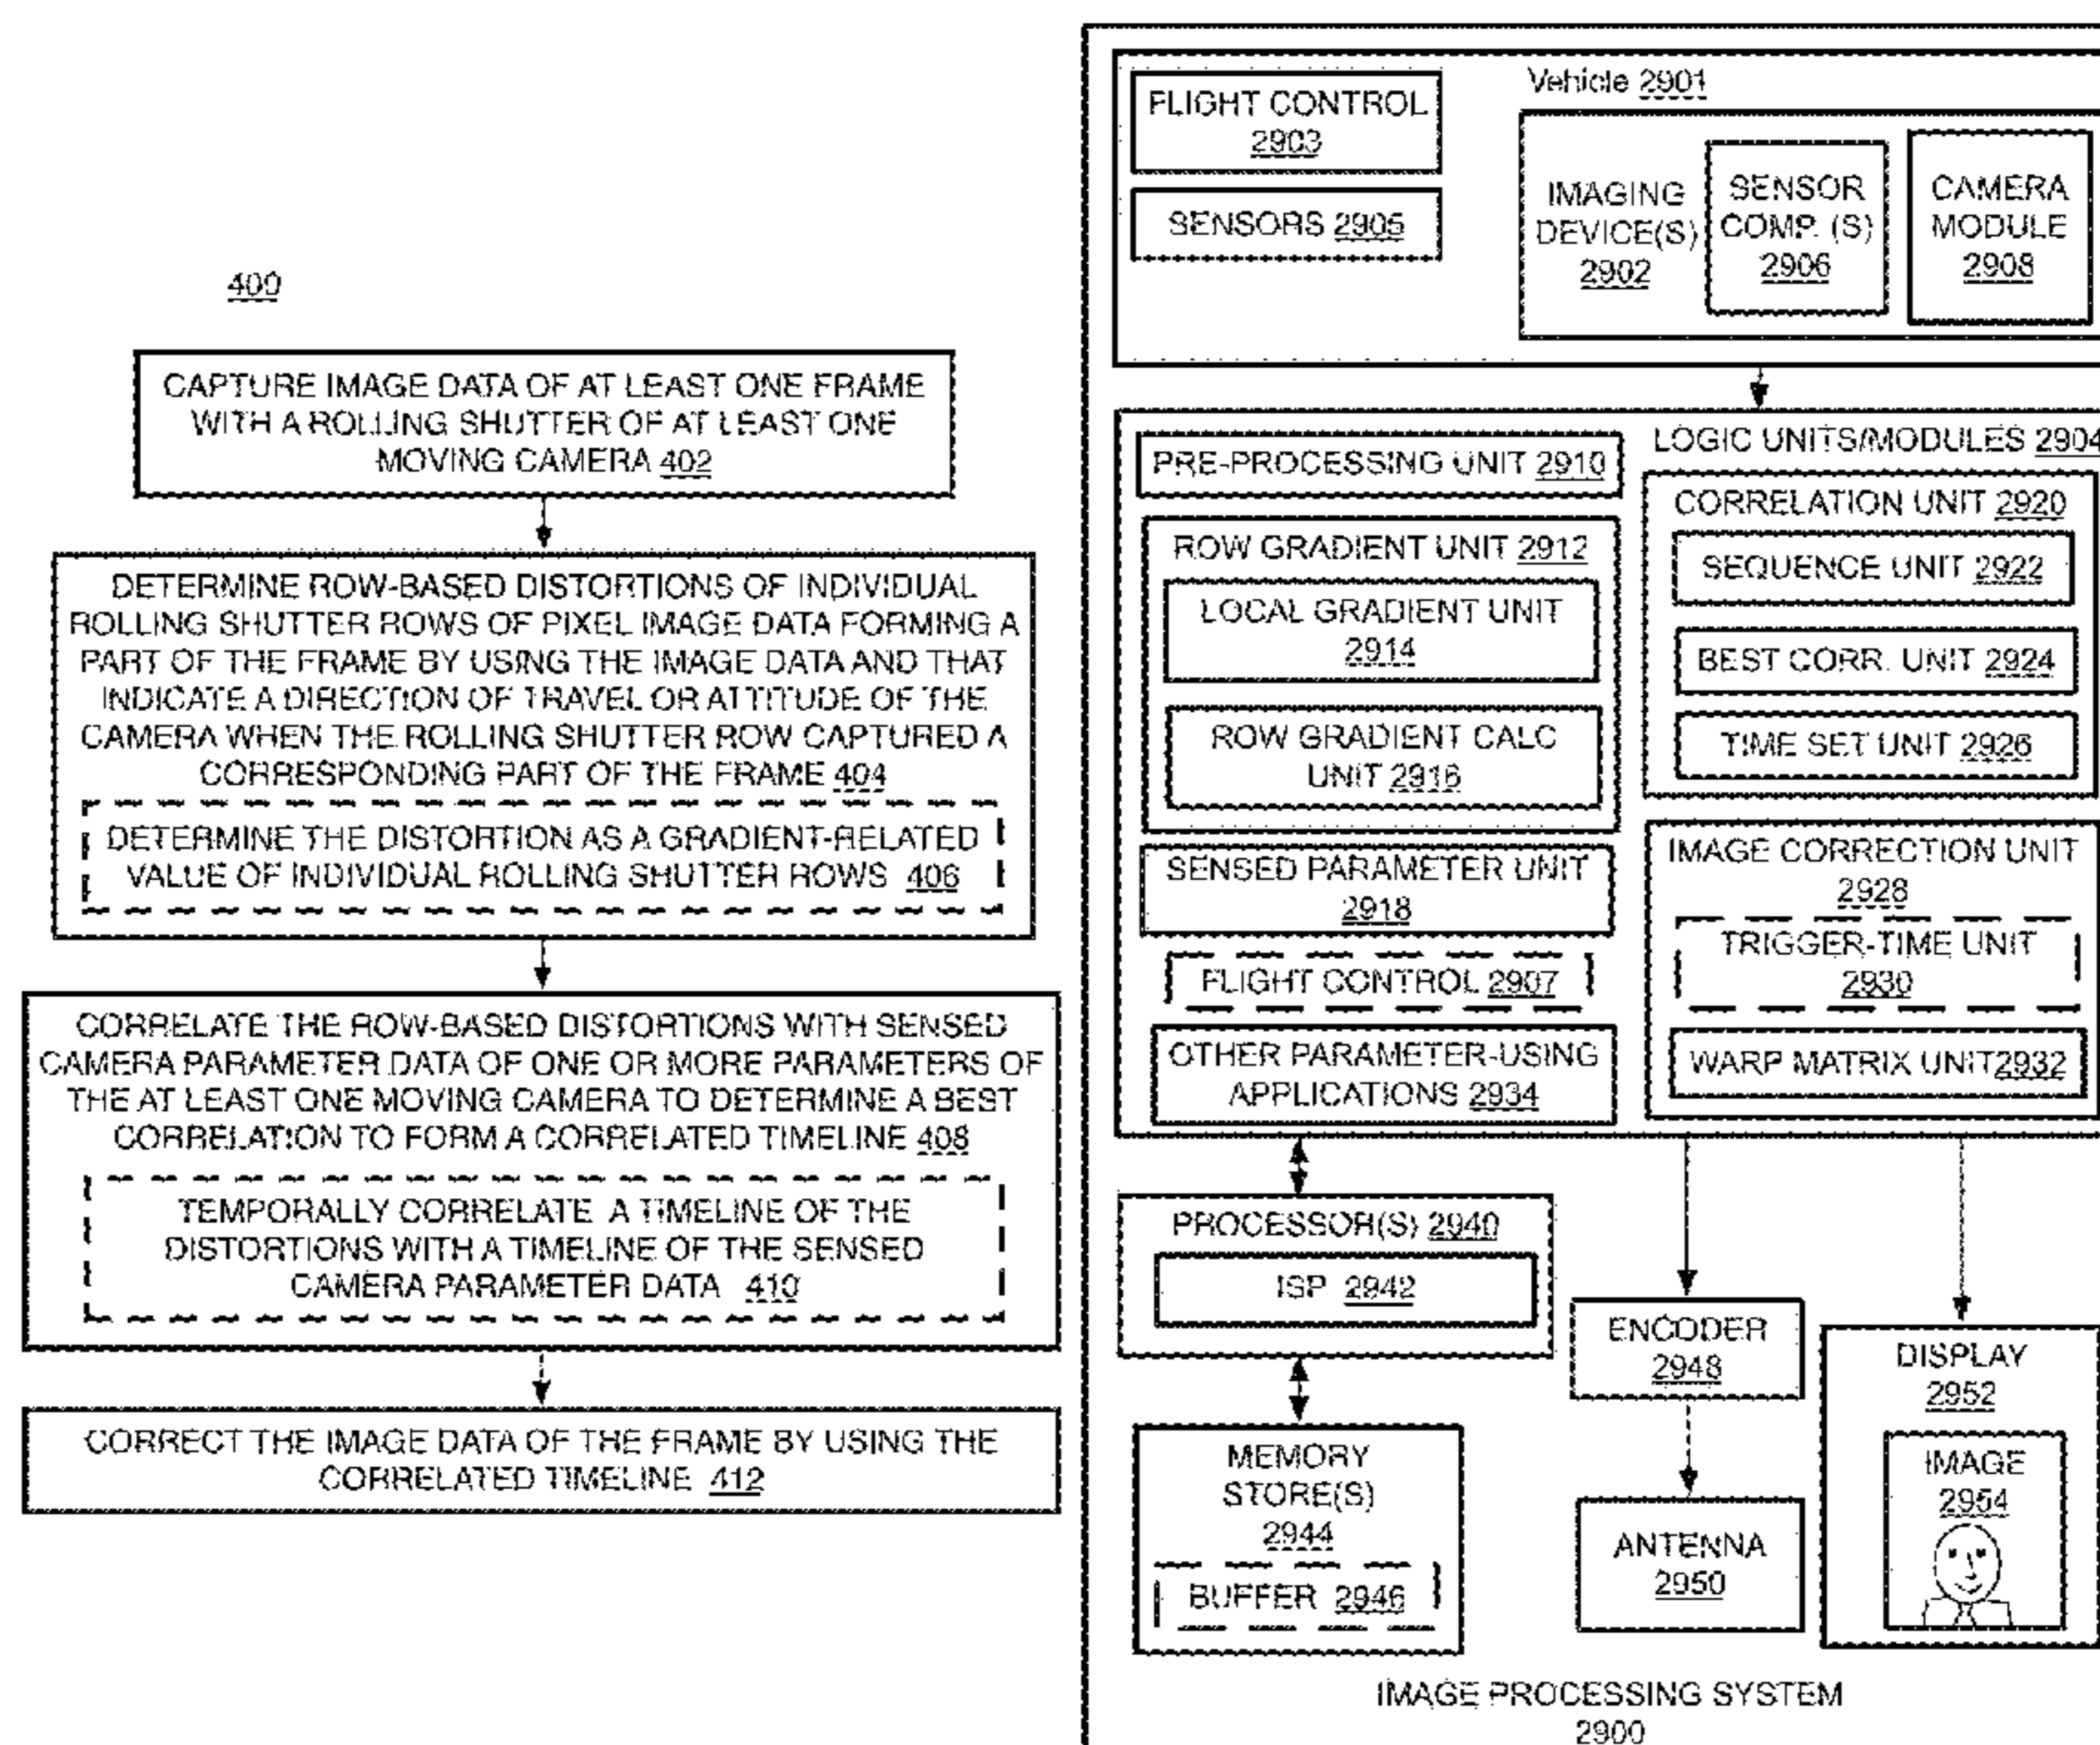 400
CAPTURE IMAGE DATA OF AT LEAST ONE FRAME
WITH A ROLLING SHUTTER OF AT LEAST ONE
MOVING CAMERA 402
DETERMINE ROW-BASED DISTORTIONS OF INDIVIDUAL
ROLLING SHUTTER ROWS OF PIXEL IMAGE DATA FORMING A
PART OF THE FRAME BY USING THE IMAGE DATA AND THAT
INDICATE A DIRECTION OF TRAVEL OR ATTITUDE OF THE
CAMERA WHEN THE ROLLING SHUTTER ROW CAPTURED A
CORRESPONDING PART OF THE FRAME 404
DETERMINE THE DISTORTION AS A GRADIENT-RELATED
VALUE OF INDIVIDUAL ROLLING SHUTTER ROWS 406
CORRELATE THE ROW-BASED DISTORTIONS WITH SENSED
CAMERA PARAMETER DATA OF ONE OR MORE PARAMETERS OF
THE AT LEAST ONE MOVING CAMERA TO DETERMINE A BEST
CORRELATION TO FORM A CORRELATED TIMELINE 408
TEMPORALLY CORRELATE A TIMELINE OF THE
DISTORTIONS WITH A TIMELINE OF THE SENSED
CAMERA PARAMETER DATA 410
CORRECT THE IMAGE DATA OF THE FRAME BY USING THE
CORRELATED TIMELINE 412
Vehicle 2901
FLIGHT CONTROL
2903
SENSORS 2905
IMAGING
DEVICE(S)
2902
SENSOR
COMP. (S)
2906
CAMERA
MODULE
2908
LOGIC UNITS/MODULES 2904
PRE-PROCESSING UNIT 2910
ROW GRADIENT UNIT 2912
LOCAL GRADIENT UNIT
2914
ROW GRADIENT CALC
UNIT 2916
SENSED PARAMETER UNIT
2918
FLIGHT CONTROL 2907
OTHER PARAMETER-USING
APPLICATIONS 2934
CORRELATION UNIT 2920
SEQUENCE UNIT 2922
BEST CORR. UNIT 2924
TIME SET UNIT 2926
IMAGE CORRECTION UNIT
2928
TRIGGER-TIME UNIT
2930
WARP MATRIX UNIT2932
PROCESSOR(S) 2940
ISP 2942
MEMORY
STORE(S)
2944
BUFFER 2946
ENCODER
2948
ANTENNA
2950
DISPLAY
2952
IMAGE
2954
IMAGE PROCESSING SYSTEM
2900